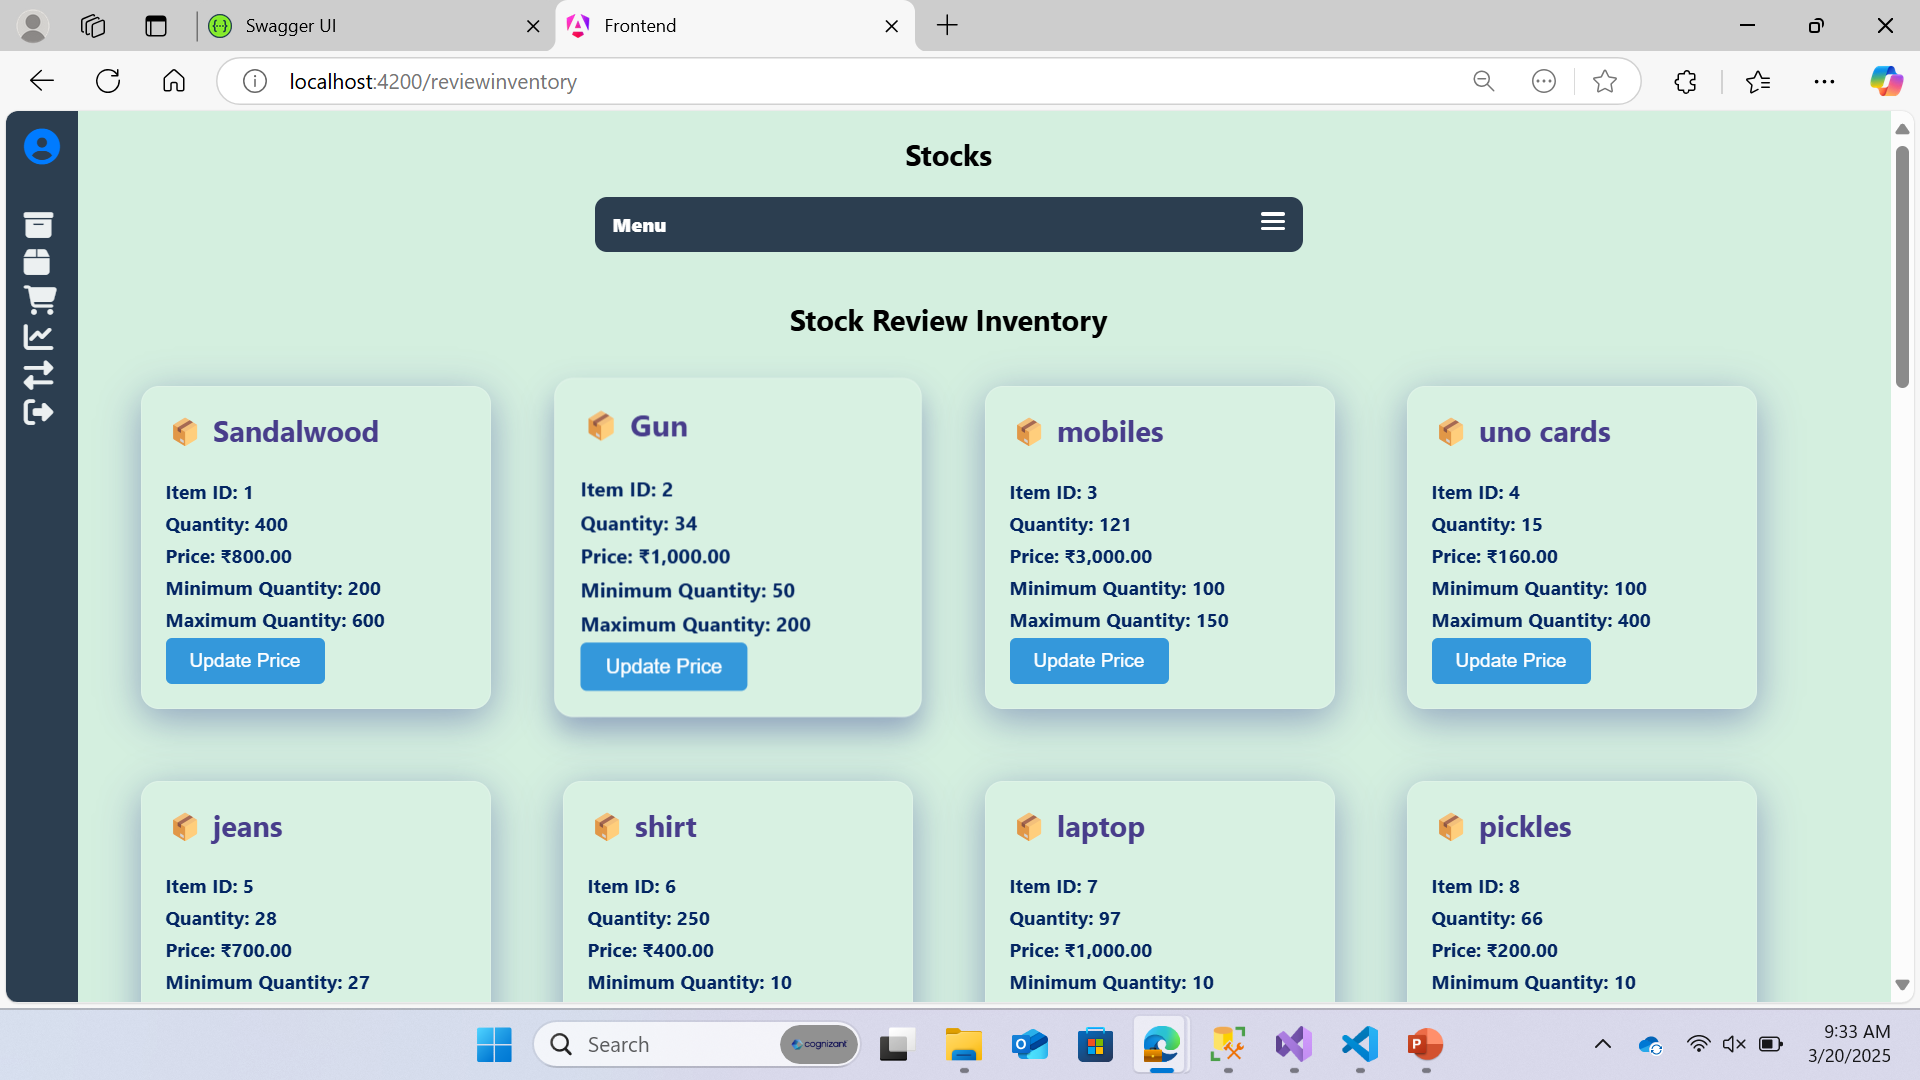 Swagger UI
Frontend
localhost:4200/reviewinventory
Stocks
Menu
Stock Review Inventory
Sandalwood
Item ID: 1
Quantity: 400
Price: ₹800.00
Minimum Quantity: 200
Maximum Quantity: 600
Update Price
Gun
Item ID: 2
Quantity: 34
Price: ₹1,000.00
Minimum Quantity: 50
Maximum Quantity: 200
Update Price
mobiles
Item ID: 3
Quantity: 121
Price: ₹3,000.00
Minimum Quantity: 100
Maximum Quantity: 150
Update Price
uno cards
Item ID: 4
Quantity: 15
Price: ₹160.00
Minimum Quantity: 100
Maximum Quantity: 400
Update Price
jeans
Item ID: 5
Quantity: 28
Price: ₹700.00
Minimum Quantity: 27
shirt
Item ID: 6
Quantity: 250
Price: ₹400.00
Minimum Quantity: 10
laptop
Item ID: 7
Quantity: 97
Price: ₹1,000.00
Minimum Quantity: 10
pickles
Item ID: 8
Quantity: 66
Price: ₹200.00
Minimum Quantity: 10
Search
cognizant
9:33 AM
3/20/2025